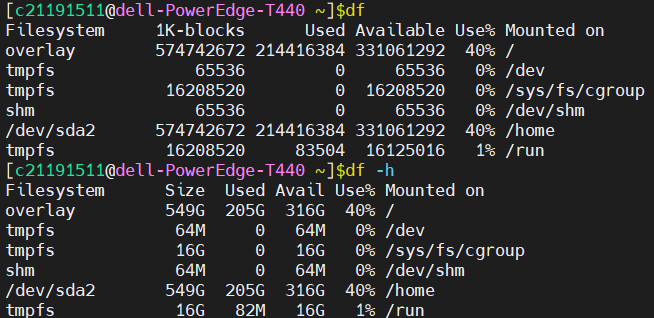 [c21191511@dell-PowerEdge-T440 ~]$df
Filesystem     1K-blocks      Used Available Use% Mounted on
overlay        574742672 214416384 331061292  40% /
tmpfs              65536         0     65536   0% /dev
tmpfs           16208520         0  16208520   0% /sys/fs/cgroup
shm                65536         0     65536   0% /dev/shm
/dev/sda2      574742672 214416384 331061292  40% /home
tmpfs           16208520     83504  16125016   1% /run
[c21191511@dell-PowerEdge-T440 ~]$df -h
Filesystem      Size  Used Avail Use% Mounted on
overlay         549G  205G  316G  40% /
tmpfs            64M     0   64M   0% /dev
tmpfs            16G     0   16G   0% /sys/fs/cgroup
shm              64M     0   64M   0% /dev/shm
/dev/sda2       549G  205G  316G  40% /home
tmpfs            16G   82M   16G   1% /run